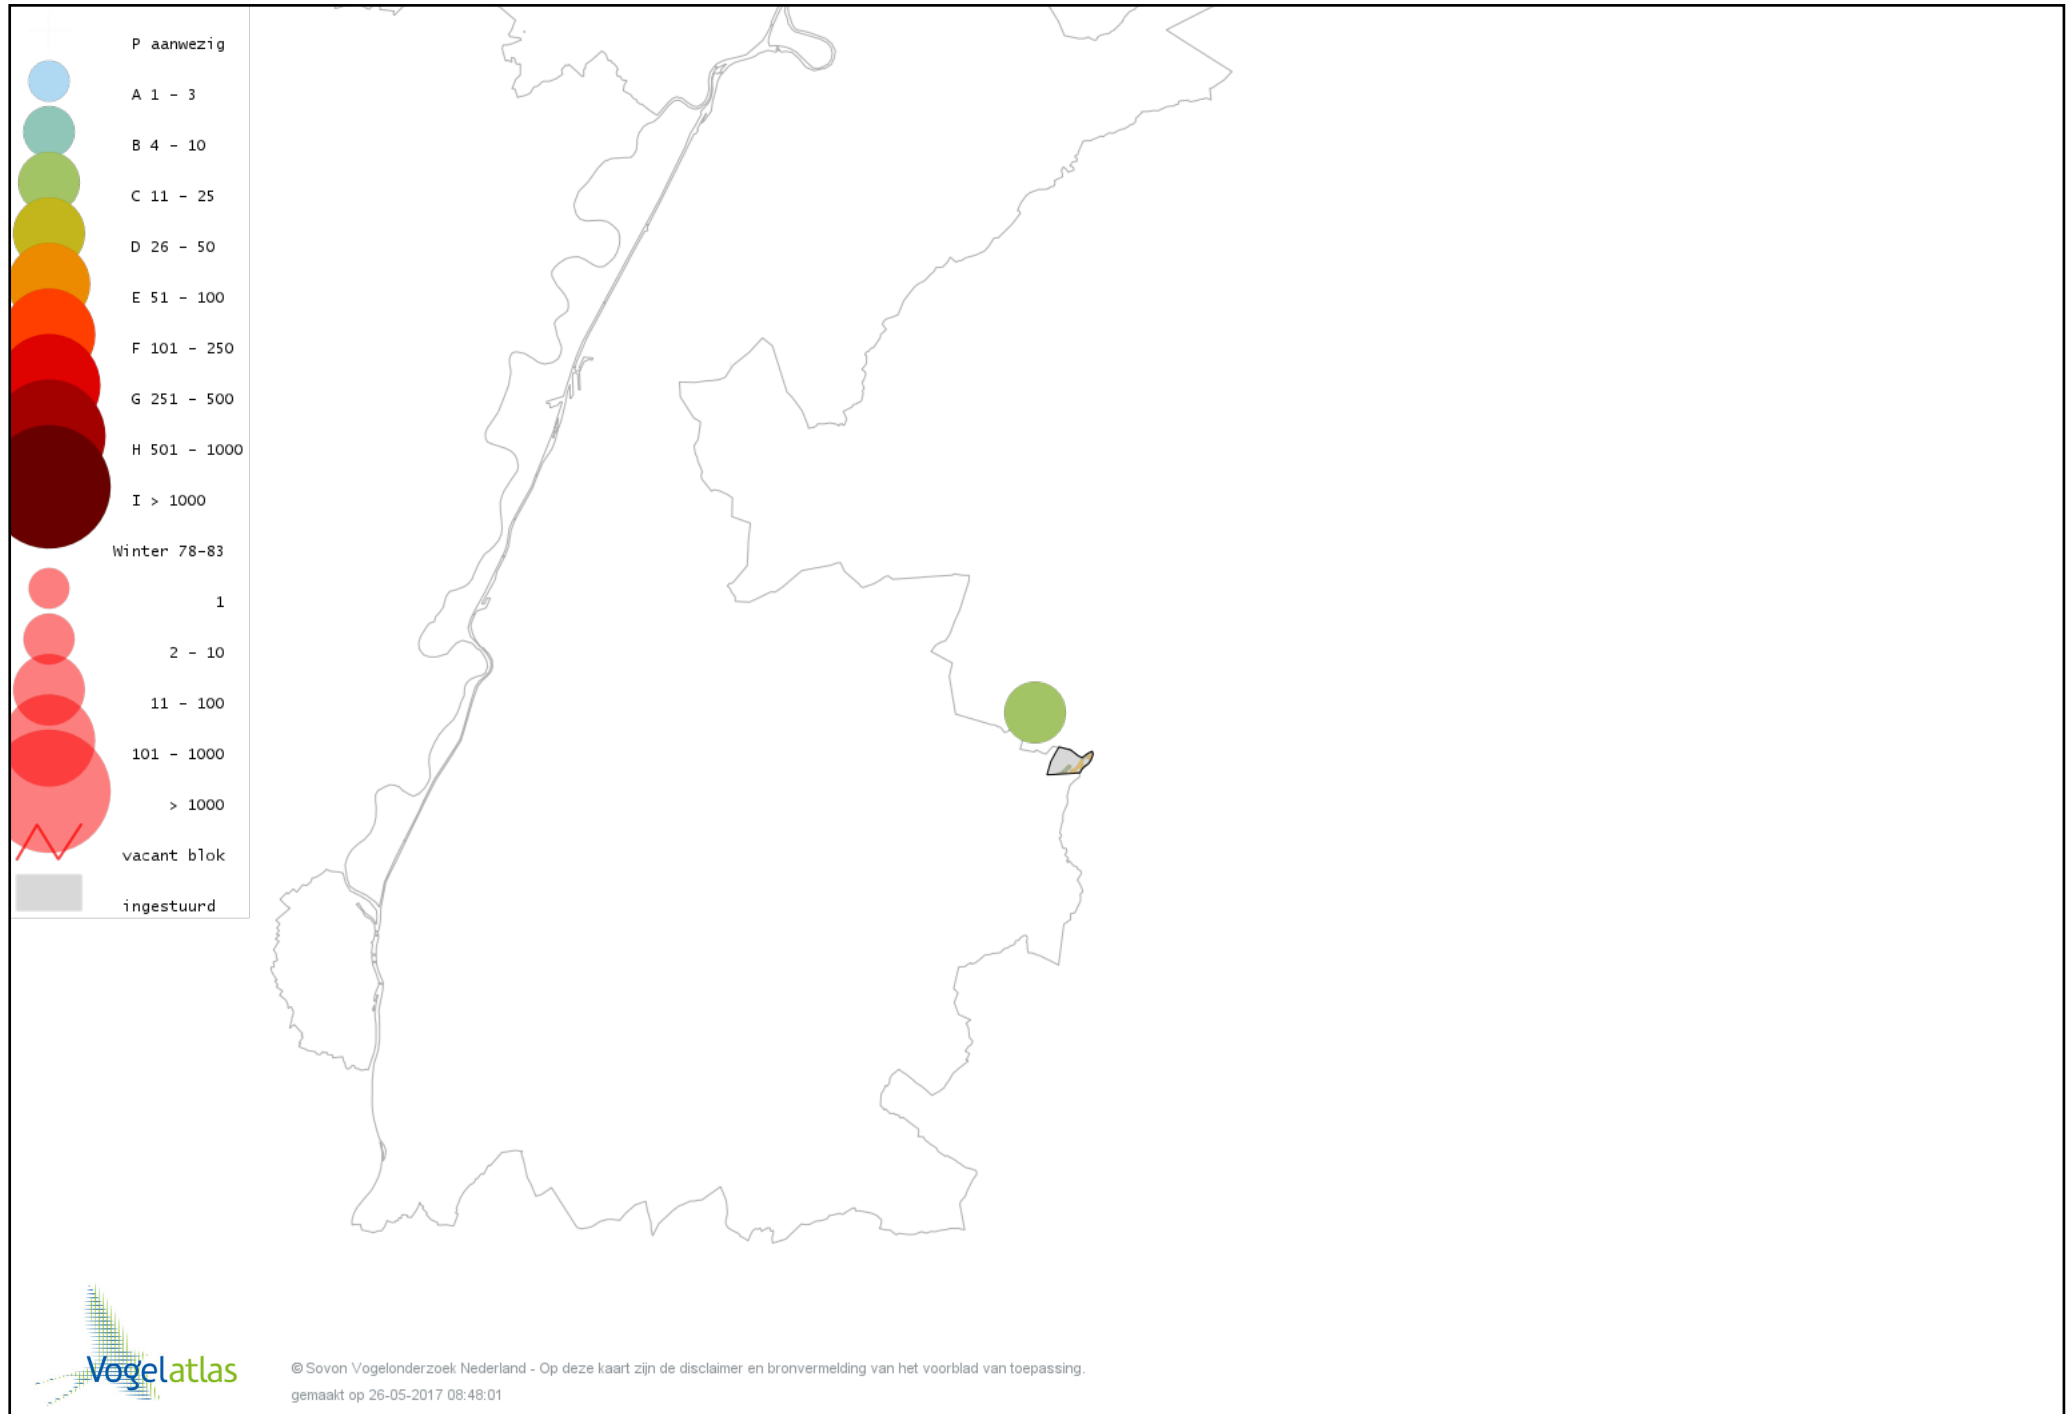 P aanwezig
A 1 - 3
B 4 - 10
C 11 - 25
D 26 - 50
E 51 - 100
F 101 - 250
G 251 - 500
H 501 - 1000
I > 1000
Winter 78-83
1
2 - 10
11 - 100
101 - 1000
> 1000
vacant blok
ingestuurd
Vogelatlas
© Sovon Vogelonderzoek Nederland - Op deze kaart zijn de disclaimer en bronvermelding van het voorblad van toepassing.
gemaakt op 26-05-2017 08:48:01